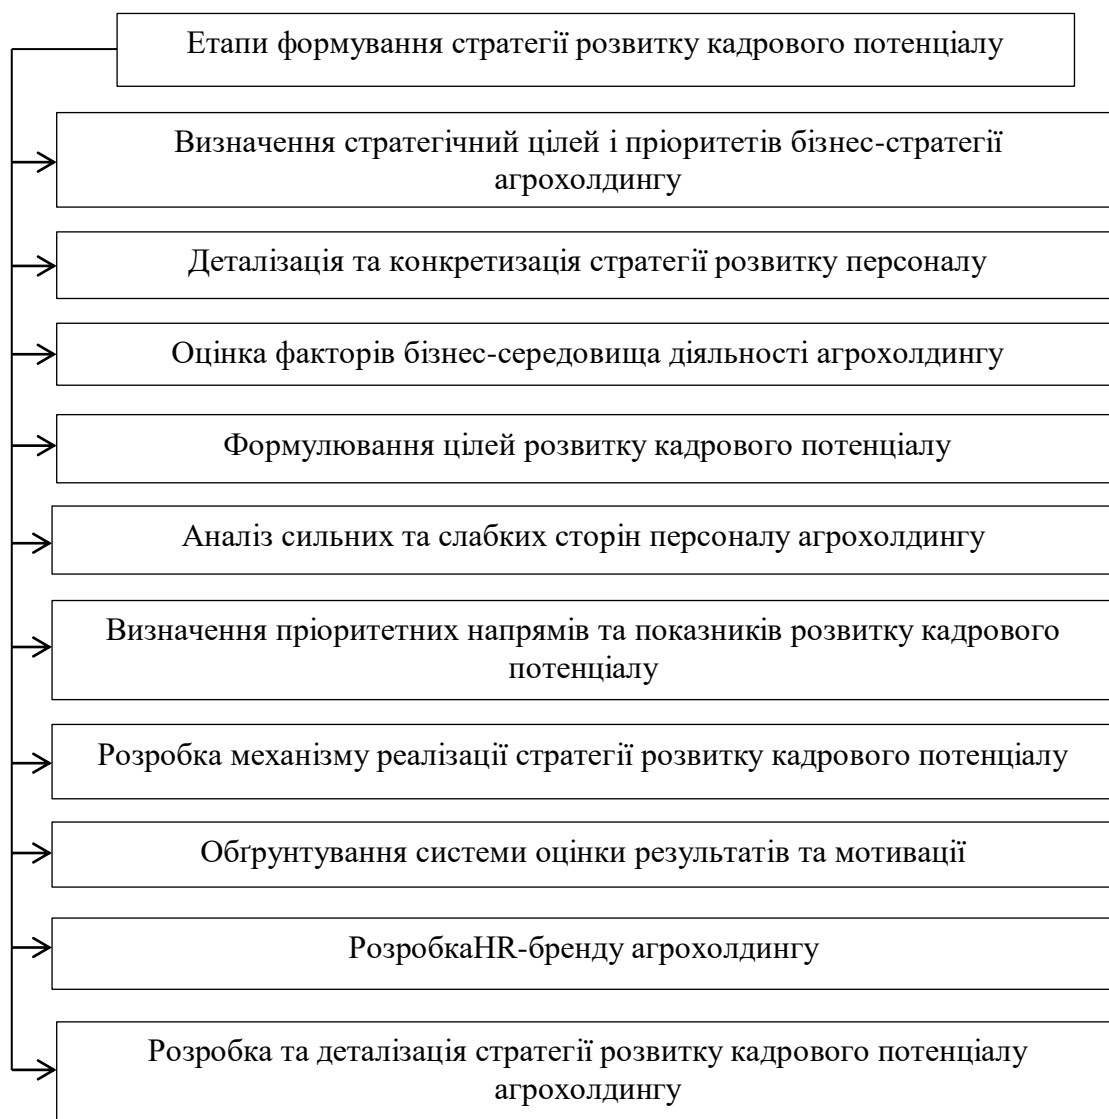 Етапи формування стратегії розвитку кадрового потенціалу
Визначення стратегічний цілей і пріоритетів бізнес-стратегії
агрохолдингу
Деталізація та конкретизація стратегії розвитку персоналу
Оцінка факторів бізнес-середовища діяльності агрохолдингу
Формулювання цілей розвитку кадрового потенціалу
Аналіз сильних та слабких сторін персоналу агрохолдингу
Визначення пріоритетних напрямів та показників розвитку кадрового
потенціалу
Розробка механізму реалізації стратегії розвитку кадрового потенціалу
Обґрунтування системи оцінки результатів та мотивації
РозробкаHR-бренду агрохолдингу
Розробка та деталізація стратегії розвитку кадрового потенціалу
агрохолдингу